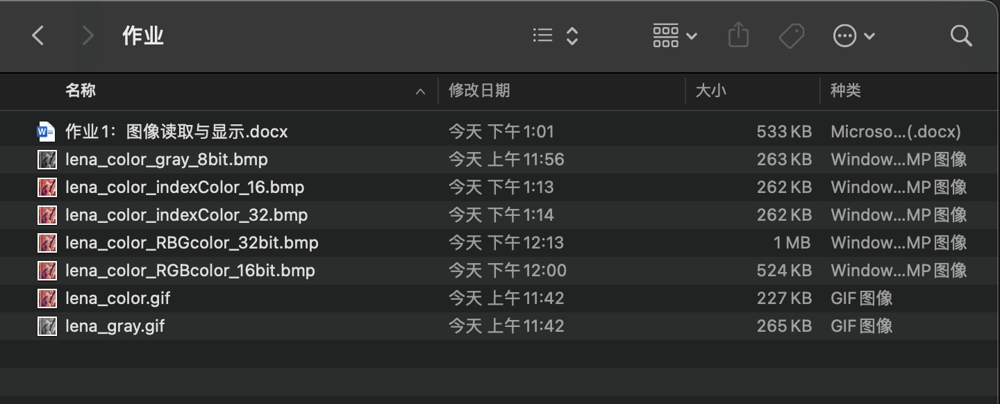 作业
名称 修改日期 大小 种类
作业1：图像读取与显示.docx 今天 下午1:01 533 KB Microso...(.docx)
lena_color_gray_8bit.bmp 今天 上午11:56 263 KB Window...MP图像
lena_color_indexColor_16.bmp 今天 下午1:13 262 KB Window...MP图像
lena_color_indexColor_32.bmp 今天 下午1:14 262 KB Window...MP图像
lena_color_RBGcolor_32bit.bmp 今天 下午12:13 1 MB Window...MP图像
lena_color_RGBcolor_16bit.bmp 今天 下午12:00 524 KB Window...MP图像
lena_color.gif 今天 上午11:42 227 KB GIF图像
lena_gray.gif 今天 上午11:42 265 KB GIF图像